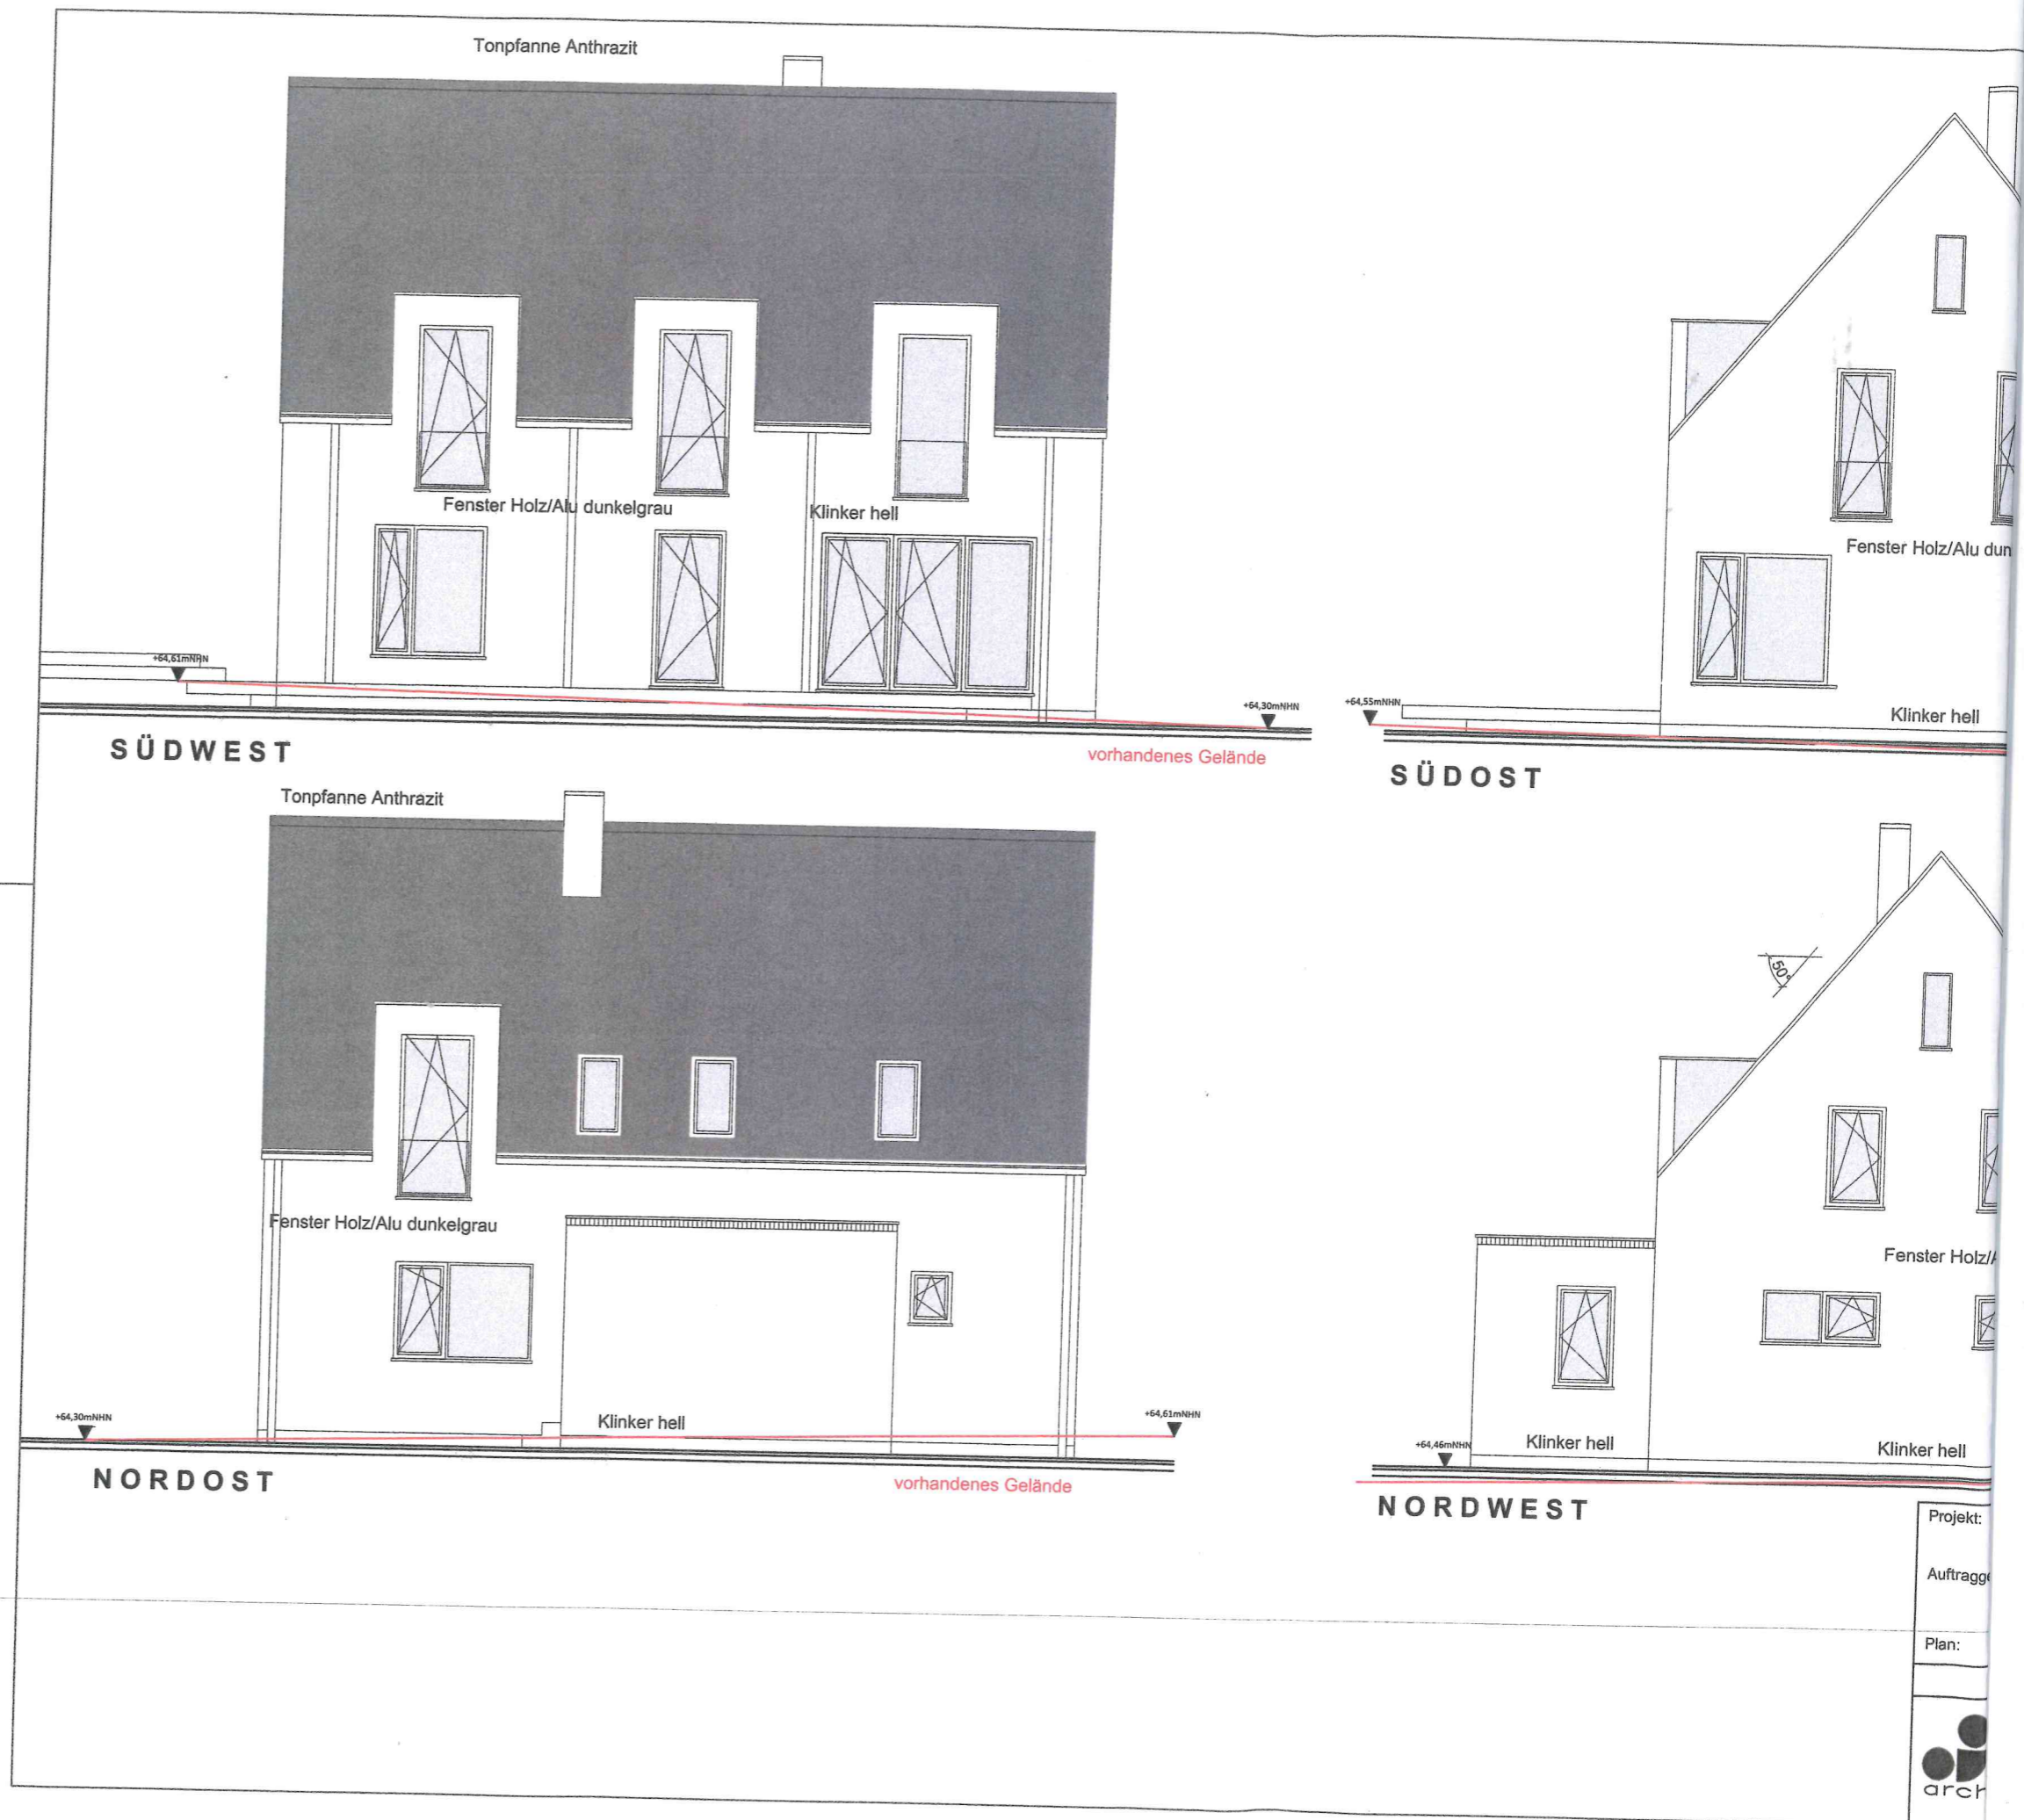 Tonpfanne Anthrazit
Fenster Holz/Alu dunkelgrau
Klinker hell
+64,61mNHN
+64,30mNHN
SÜDWEST
vorhandenes Gelände
Fenster Holz/Alu dun
+64,55mNHN
Klinker hell
SÜDOST
Tonpfanne Anthrazit
Fenster Holz/Alu dunkelgrau
+64,30mNHN
Klinker hell
+64,61mNHN
NORDOST
vorhandenes Gelände
50°
Fenster Holz/
+64,46mNHN
Klinker hell
Klinker hell
NORDWEST
Projekt:
Auftragge
Plan:
arch